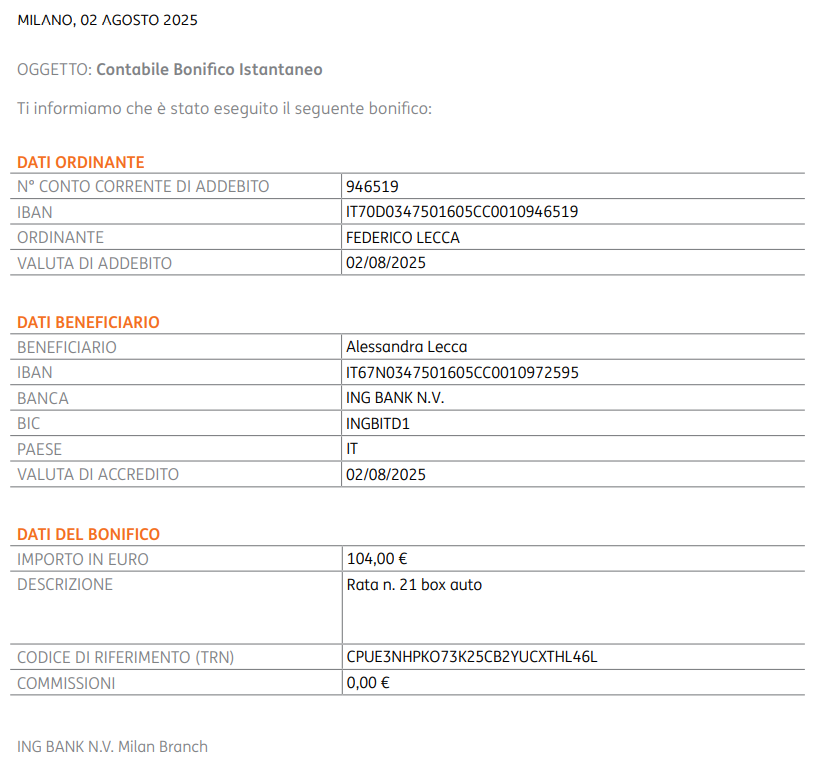 MILANO, 02 AGOSTO 2025
OGGETTO: Contabile Bonifico Istantaneo
Ti informiamo che è stato eseguito il seguente bonifico:
DATI ORDINANTE
N° CONTO CORRENTE DI ADDEBITO 946519
IBAN IT70D0347501605CC0010946519
ORDINANTE FEDERICO LECCA
VALUTA DI ADDEBITO 02/08/2025
DATI BENEFICIARIO
BENEFICIARIO Alessandra Lecca
IBAN IT67N0347501605CC0010972595
BANCA ING BANK N.V.
BIC INGBITD1
PAESE IT
VALUTA DI ACCREDITO 02/08/2025
DATI DEL BONIFICO
IMPORTO IN EURO 104,00 €
DESCRIZIONE Rata n. 21 box auto
CODICE DI RIFERIMENTO (TRN) CPUE3NHPKO73K25CB2YUCXTHL46L
COMMISSIONI 0,00 €
ING BANK N.V. Milan Branch